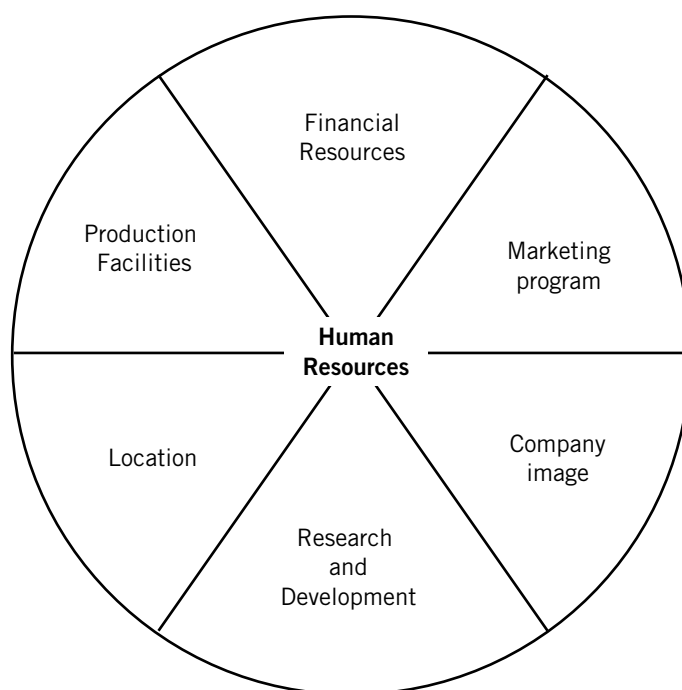 Financial
Resources
Production
Facilities
Marketing
program
Human
Resources
Location
Company
image
Research
and
Development